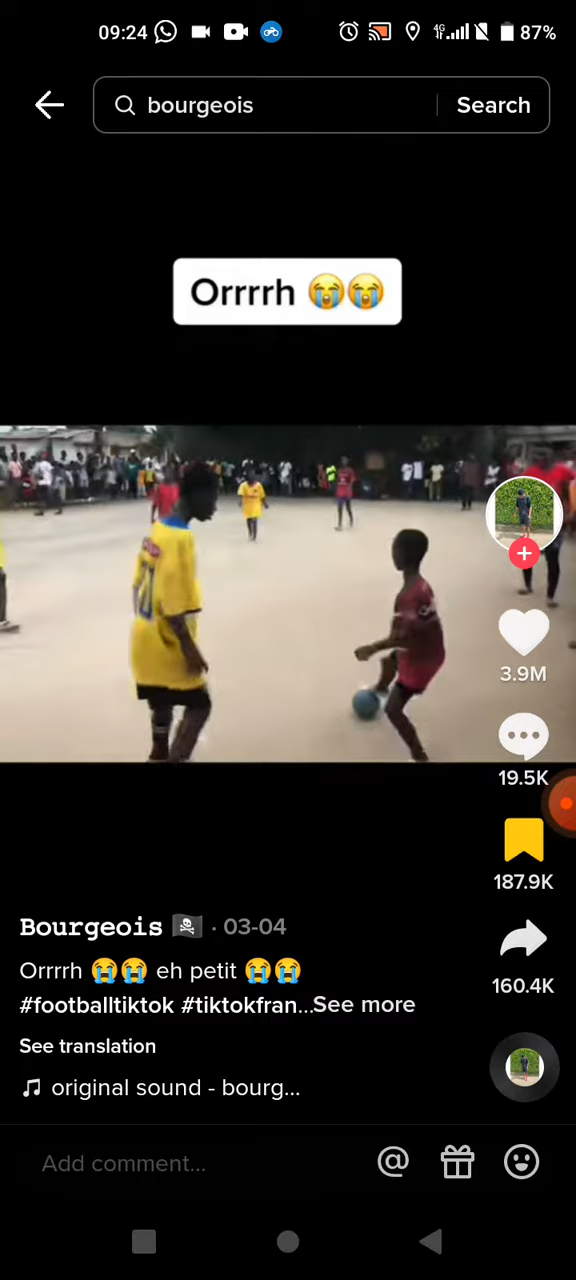 09:24
4G
87%
bourgeois
Search
Orrrrh 😭😭
3.9M
19.5K
187.9K
Bourgeois 🏴‍☠️ · 03-04
Orrrrh 😭😭 eh petit 😭😭
#footballtiktok #tiktokfran...See more
160.4K
See translation
original sound - bourg...
Add comment...
@